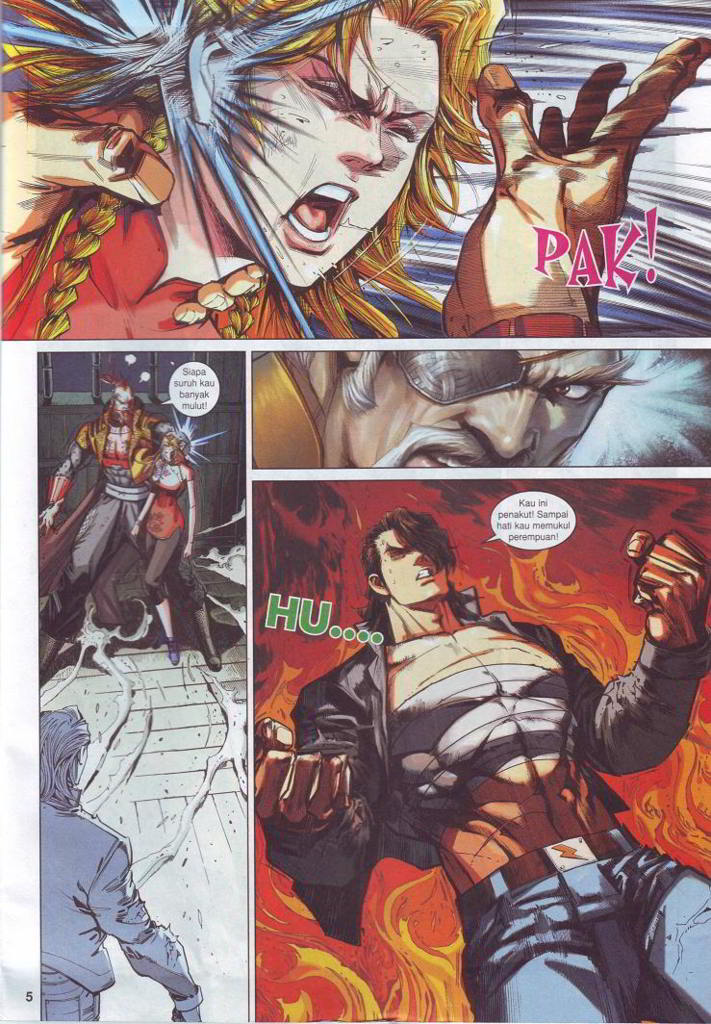 PAK!
Siapa
suruh kau
banyak
mulut!
Kau ini
penakut! Sampai
hati kau memukul
perempuan!
HU....
5